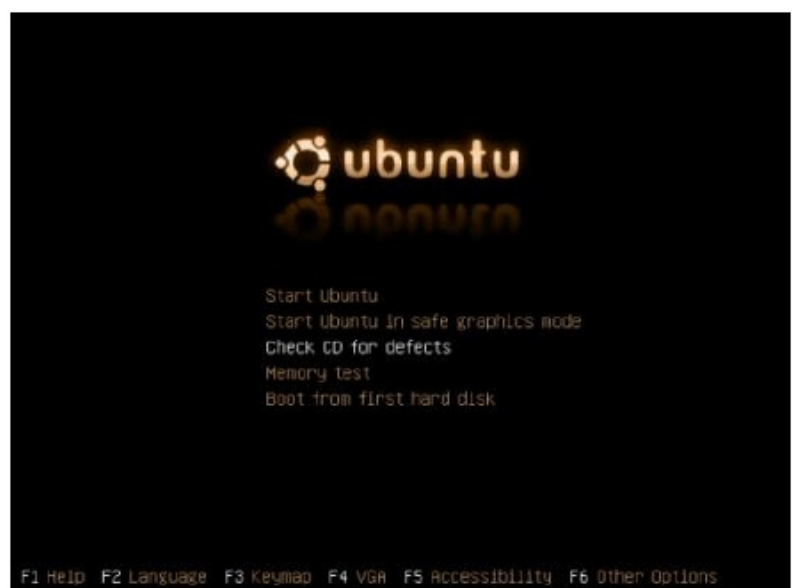 ubuntu
Start Ubuntu
Start Ubuntu in safe graphics mode
Check CD for defects
Memory test
Boot from first hard disk
F1 Help F2 Language F3 Keymap F4 VGA F5 Accessibility F6 Other Options